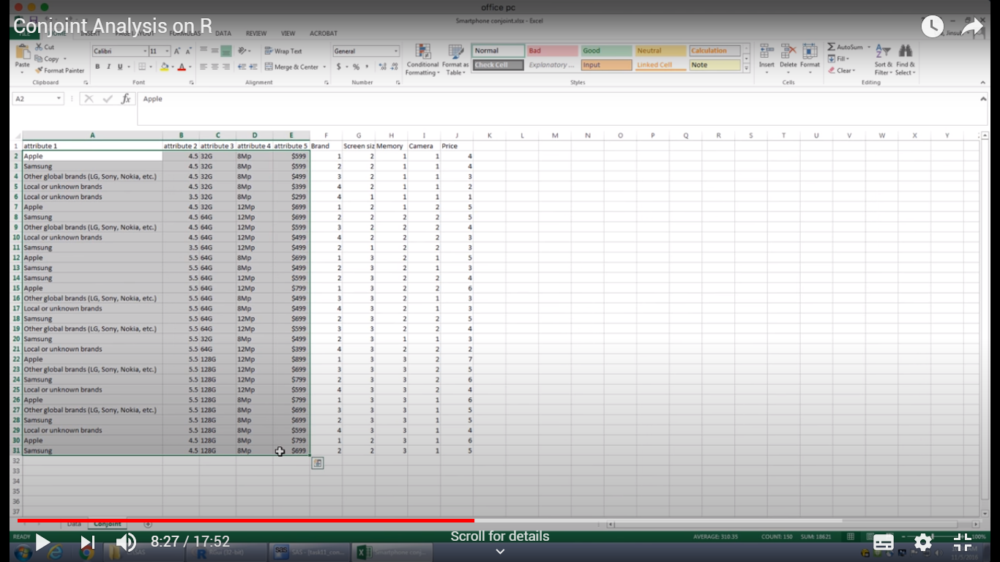 office pc
Conjoint Analysis on R
Smartphone conjoint.xlsx - Excel
INSERT FORMULAS DATA REVIEW VIEW ACROBAT
Cut
Copy
Format Painter
Paste
Calibri 11
B I U
Wrap Text
Merge & Center
General
$ % ,
Conditional Formatting
Format as Table
Normal Bad Good Neutral Calculation
Check Cell Explanatory ... Input Linked Cell Note
Insert Delete Format
AutoSum
Fill
Clear
Sort & Filter
Find & Select
Clipboard Font Alignment Number Styles Cells Editing
A2 fx Apple
A B C D E F G H I J K L M N O P Q R S T U V W X Y
1 attribute 1 attribute 2 attribute 3 attribute 4 attribute 5 Brand Screen siz Memory Camera Price
2 Apple 4.5 32G 8Mp $599 1 2 1 1 4
3 Samsung 4.5 32G 8Mp $599 2 2 1 1 4
4 Other global brands (LG, Sony, Nokia, etc.) 4.5 32G 8Mp $499 3 2 1 1 3
5 Local or unknown brands 4.5 32G 8Mp $399 4 2 1 1 2
6 Local or unknown brands 3.5 32G 8Mp $299 4 1 1 1 1
7 Apple 4.5 32G 12Mp $699 1 2 1 2 5
8 Samsung 4.5 64G 12Mp $699 2 2 2 2 5
9 Other global brands (LG, Sony, Nokia, etc.) 4.5 64G 12Mp $599 3 2 2 2 4
10 Local or unknown brands 4.5 64G 12Mp $499 4 2 2 2 3
11 Samsung 3.5 64G 12Mp $499 2 1 2 2 3
12 Apple 5.5 64G 8Mp $699 1 3 2 1 5
13 Samsung 5.5 64G 8Mp $499 2 3 2 1 3
14 Samsung 5.5 64G 12Mp $599 2 3 2 2 4
15 Apple 5.5 64G 12Mp $799 1 3 2 2 6
16 Other global brands (LG, Sony, Nokia, etc.) 5.5 64G 8Mp $499 3 3 2 1 3
17 Local or unknown brands 5.5 64G 8Mp $499 4 3 2 1 3
18 Samsung 5.5 64G 12Mp $699 2 3 2 2 5
19 Other global brands (LG, Sony, Nokia, etc.) 5.5 64G 12Mp $599 3 3 2 2 4
20 Samsung 5.5 32G 8Mp $499 2 3 1 1 3
21 Local or unknown brands 5.5 64G 12Mp $399 4 3 2 2 2
22 Apple 5.5 128G 12Mp $899 1 3 3 2 7
23 Other global brands (LG, Sony, Nokia, etc.) 5.5 128G 12Mp $699 3 3 3 2 5
24 Samsung 5.5 128G 12Mp $799 2 3 3 2 6
25 Local or unknown brands 5.5 128G 12Mp $599 4 3 3 2 4
26 Apple 5.5 128G 8Mp $799 1 3 3 1 6
27 Other global brands (LG, Sony, Nokia, etc.) 5.5 128G 8Mp $699 3 3 3 1 5
28 Samsung 5.5 128G 8Mp $699 2 3 3 1 5
29 Local or unknown brands 5.5 128G 8Mp $599 4 3 3 1 4
30 Apple 4.5 128G 8Mp $799 1 2 3 1 6
31 Samsung 4.5 128G 8Mp $699 2 2 3 1 5
32
33
34
35
36
37
Data Conjoint
READY AVERAGE: 310.35 COUNT: 150 SUM: 18621 100%
8:27 / 17:52
Scroll for details
11/5/2016